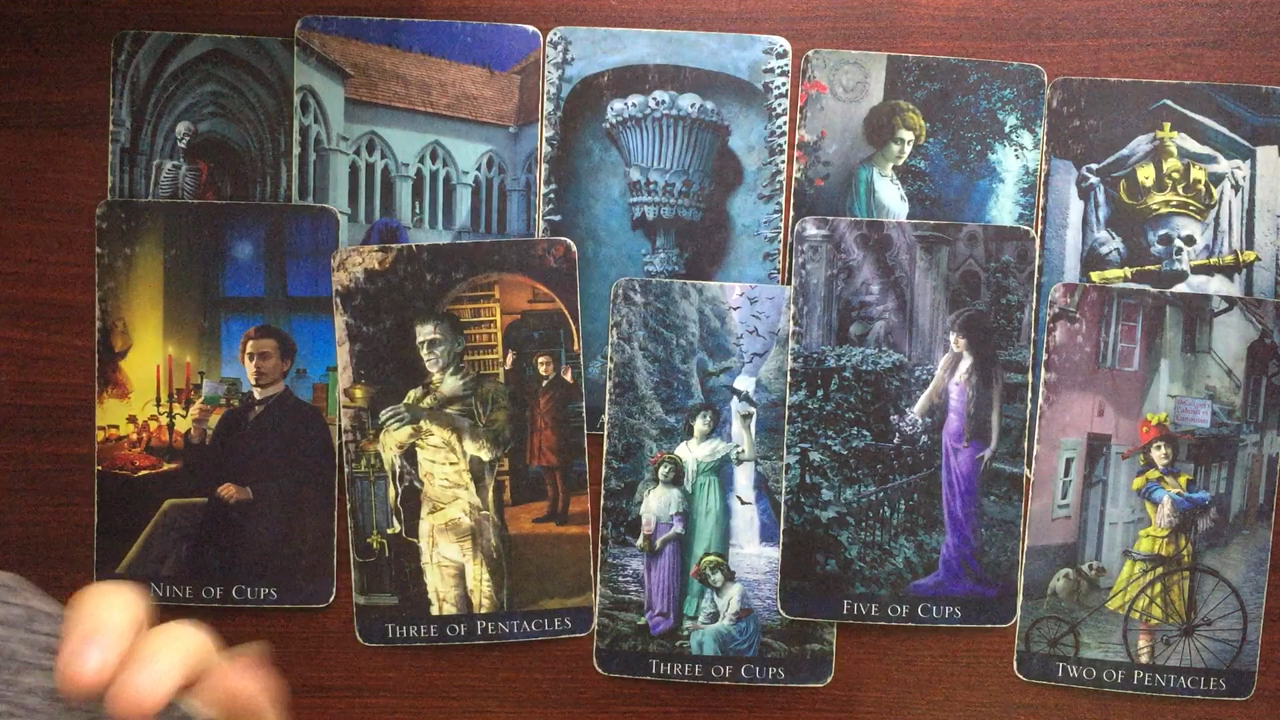 NINE OF CUPS
THREE OF PENTACLES
THREE OF CUPS
FIVE OF CUPS
TWO OF PENTACLES